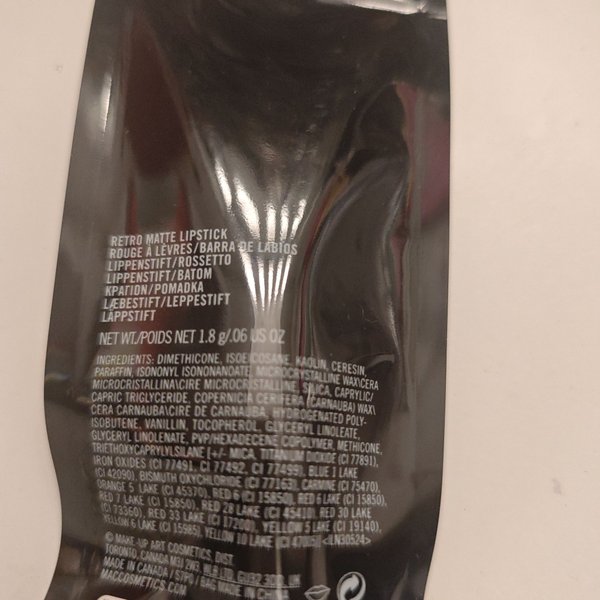 RETRO MATTE LIPSTICK
ROUGE À LÈVRES/BARRA DE LABIOS
LIPPENSTIFT/ROSSETTO
LIPPENSTIFT/BATOM
ΚΡΑΓΙΟΝ/POMADKA
LÆBESTIFT/LEPPESTIFT
LÄPPSTIFT
NET WT./POIDS NET 1.8 g/.06 US OZ
INGREDIENTS: DIMETHICONE, ISOEICOSANE, KAOLIN, CERESIN,
PARAFFIN, ISONONYL ISONONANOATE, MICROCRYSTALLINE WAX\CERA
MICROCRISTALLINA\CIRE MICROCRISTALLINE, SILICA, CAPRYLIC/
CAPRIC TRIGLYCERIDE, COPERNICIA CERIFERA (CARNAUBA) WAX\
CERA CARNAUBA\CIRE DE CARNAUBA, HYDROGENATED POLY-
ISOBUTENE, VANILLIN, TOCOPHEROL, GLYCERYL LINOLEATE,
GLYCERYL LINOLENATE, PVP/HEXADECENE COPOLYMER, METHICONE,
TRIETHOXYCAPRYLYLSILANE [+/- MICA, TITANIUM DIOXIDE (CI 77891),
IRON OXIDES (CI 77491, CI 77492, CI 77499), BLUE 1 LAKE
(CI 42090), BISMUTH OXYCHLORIDE (CI 77163), CARMINE (CI 75470),
ORANGE 5 LAKE (CI 45370), RED 6 (CI 15850), RED 6 LAKE (CI 15850),
RED 7 LAKE (CI 15850), RED 28 LAKE (CI 45410), RED 30 LAKE
(CI 73360), RED 33 LAKE (CI 17200), YELLOW 5 LAKE (CI 19140),
YELLOW 6 LAKE (CI 15985), YELLOW 10 LAKE (CI 47005)] <ILN30524>
© MAKE-UP ART COSMETICS, DIST.
TORONTO, CANADA M3J 2W7
MADE IN CANADA / MADE IN CHINA
MACCOSMETICS.COM